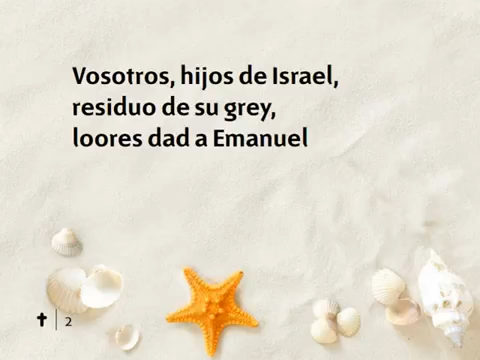 Vosotros, hijos de Israel,
residuo de su grey,
loores dad a Emanuel
2